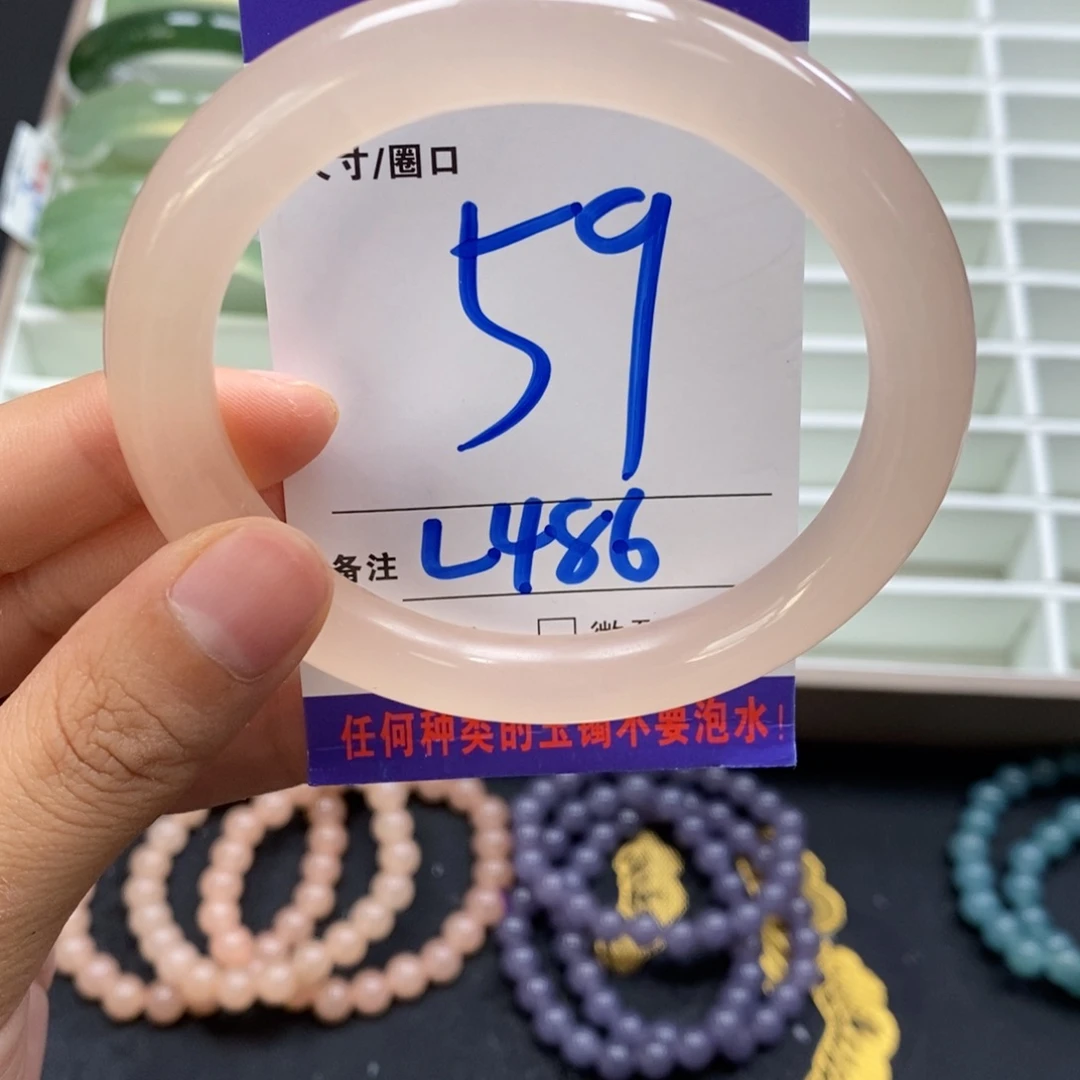 寸/圈口
59
备注 L486
任何种类的玉镯不要泡水!